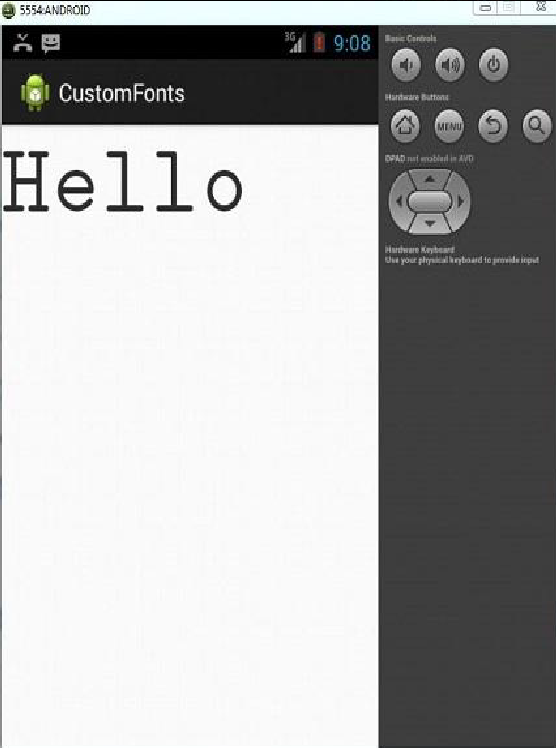 5554:ANDROID
3G
9:08
CustomFonts
Hello
Basic Controls
Hardware Buttons
MENU
DPAD not enabled in AVD
Hardware Keyboard
Use your physical keyboard to provide input